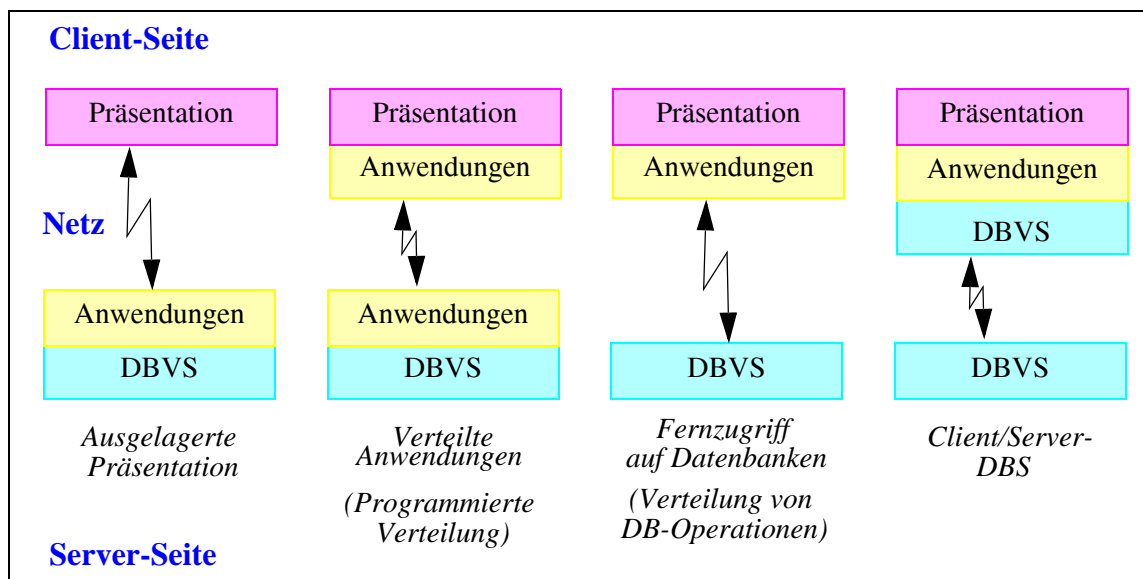 Client-Seite
Präsentation
Präsentation
Präsentation
Präsentation
Anwendungen
Anwendungen
Anwendungen
Netz
DBVS
Anwendungen
Anwendungen
DBVS
DBVS
DBVS
DBVS
Ausgelagerte
Präsentation
Verteilte
Anwendungen
(Programmierte
Verteilung)
Fernzugriff
auf Datenbanken
(Verteilung von
DB-Operationen)
Client/Server-
DBS
Server-Seite